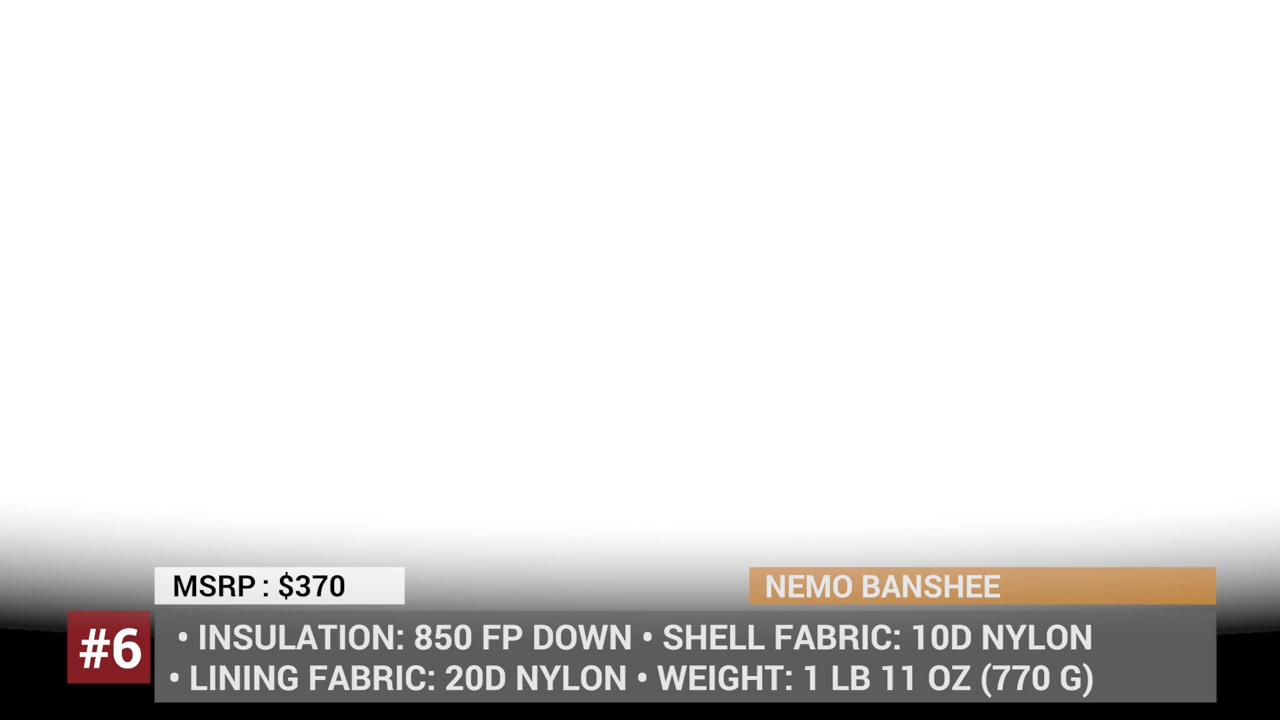 MSRP : $370
NEMO BANSHEE
#6
• INSULATION: 850 FP DOWN • SHELL FABRIC: 10D NYLON
• LINING FABRIC: 20D NYLON • WEIGHT: 1 LB 11 OZ (770 G)